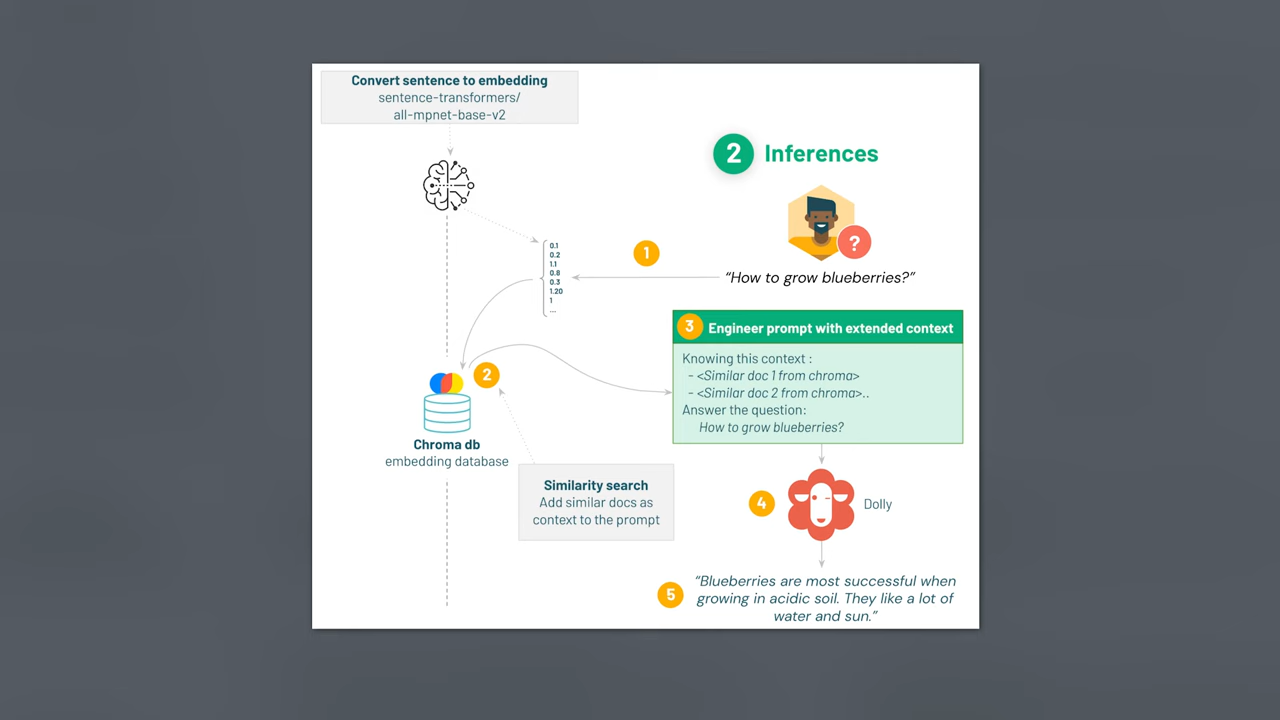 Convert sentence to embedding
sentence-transformers/
all-mpnet-base-v2
2 Inferences
?
1
0.1
0.2
1.1
0.8
0.3
1.20
1
...
“How to grow blueberries?”
3 Engineer prompt with extended context
Knowing this context :
- <Similar doc 1 from chroma>
- <Similar doc 2 from chroma>..
Answer the question:
How to grow blueberries?
2
Chroma db
embedding database
Similarity search
Add similar docs as
context to the prompt
4
Dolly
5
“Blueberries are most successful when
growing in acidic soil. They like a lot of
water and sun.”